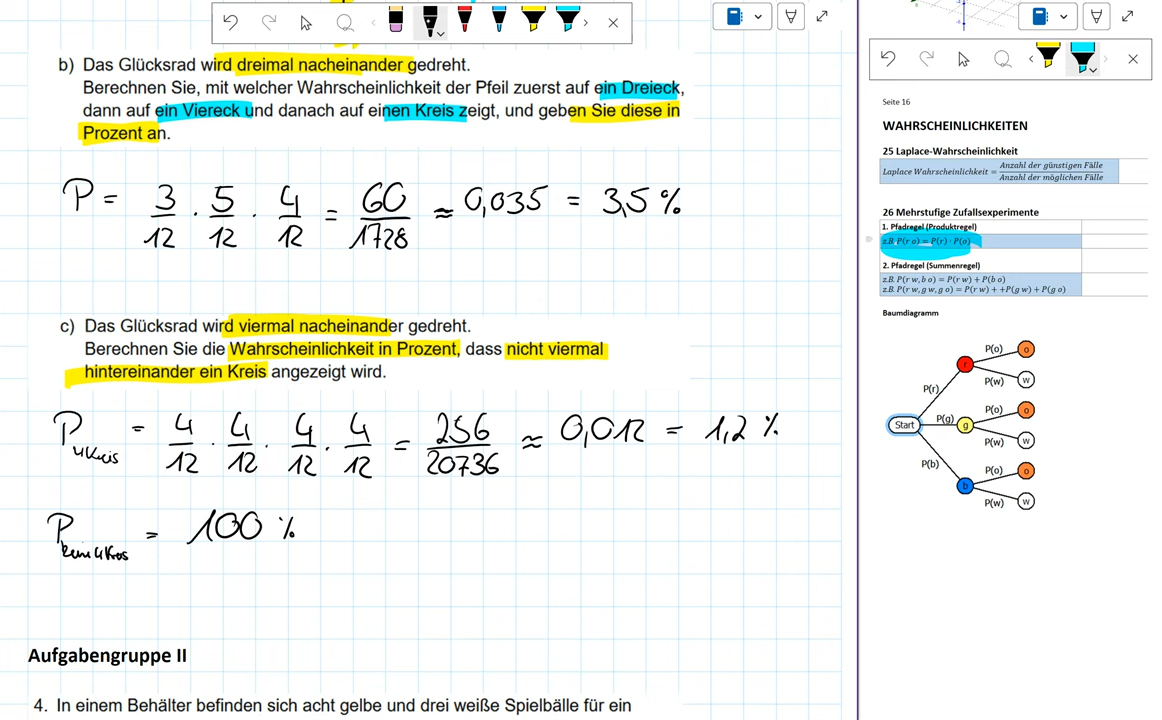 b) Das Glücksrad wird dreimal nacheinander gedreht.
Berechnen Sie, mit welcher Wahrscheinlichkeit der Pfeil zuerst auf ein Dreieck,
dann auf ein Viereck und danach auf einen Kreis zeigt, und geben Sie diese in
Prozent an.
P = 3/12 · 5/12 · 4/12 = 60/1728 ≈ 0,035 = 3,5 %
c) Das Glücksrad wird viermal nacheinander gedreht.
Berechnen Sie die Wahrscheinlichkeit in Prozent, dass nicht viermal
hintereinander ein Kreis angezeigt wird.
P 4Kreis = 4/12 · 4/12 · 4/12 · 4/12 = 256/20736 ≈ 0,012 = 1,2 %
P = 100 %
Aufgabengruppe II
4. In einem Behälter befinden sich acht gelbe und drei weiße Spielbälle für ein
Seite 16
WAHRSCHEINLICHKEITEN
25 Laplace-Wahrscheinlichkeit
Laplace Wahrscheinlichkeit = Anzahl der günstigen Fälle / Anzahl der möglichen Fälle
26 Mehrstufige Zufallsexperimente
1. Pfadregel (Produktregel)
z.B. P(r o) = P(r) · P(o)
2. Pfadregel (Summenregel)
z.B. P(r w, b o) = P(r w) + P(b o)
z.B. P(r w, g w, g o) = P(r w) + +P(g w) + P(g o)
Baumdiagramm
P(o) o
r
P(w) w
P(r)
P(o) o
Start P(g) g
P(w) w
P(b)
P(o) o
b
P(w) w